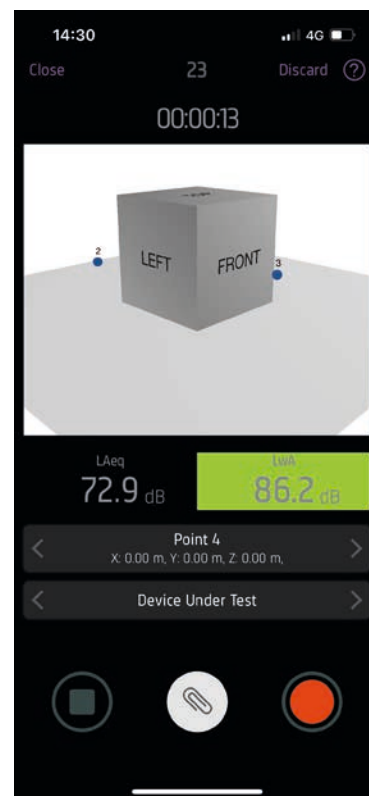 14:30 4G
Close 23 Discard ?
00:00:13
LEFT FRONT
2 3
LAeq LwA
72.9 dB 86.2 dB
Point 4
X: 0.00 m, Y: 0.00 m, Z: 0.00 m,
Device Under Test